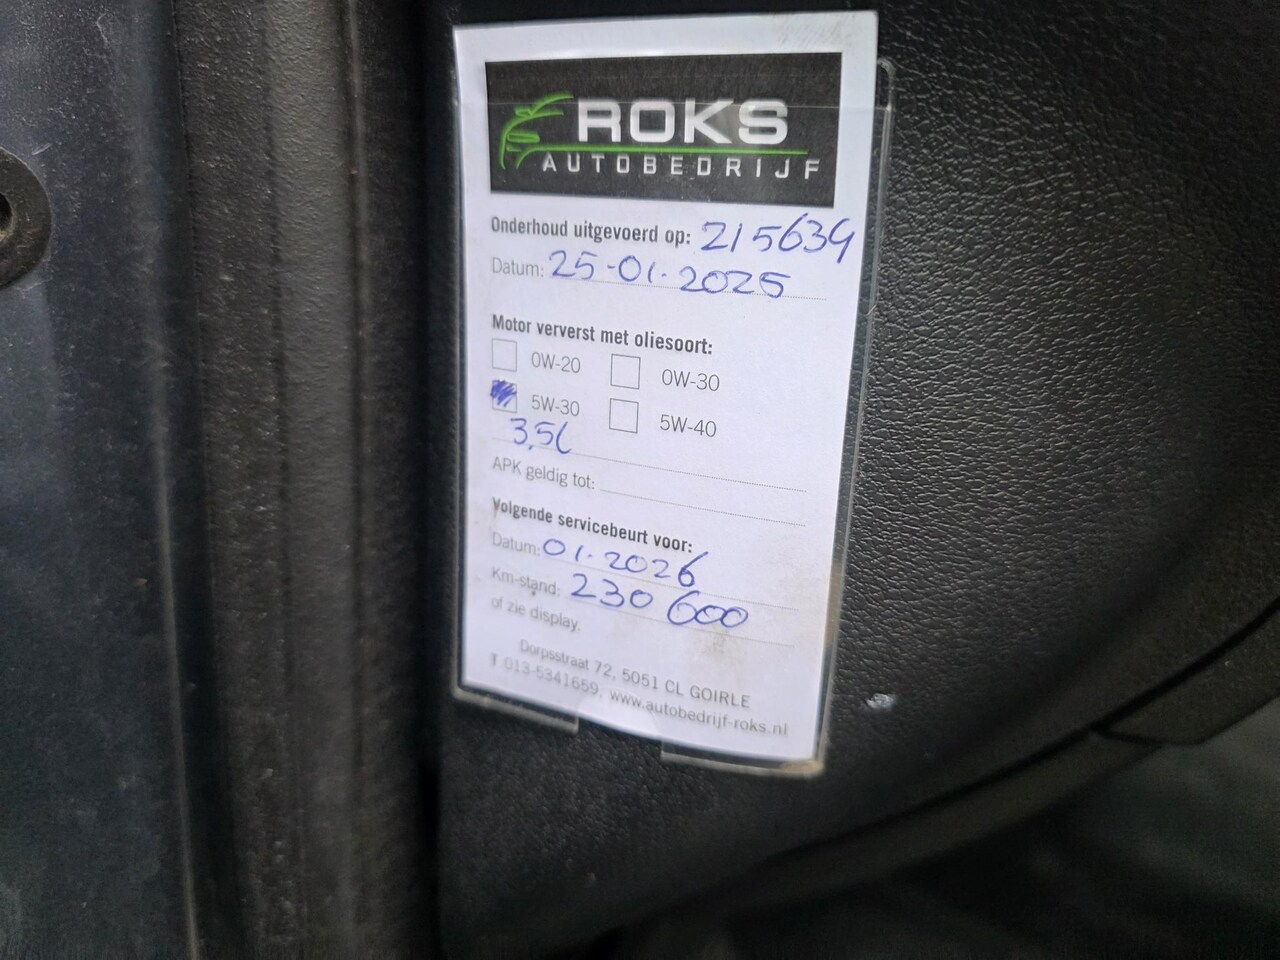 ROKS
AUTOBEDRIJF
Onderhoud uitgevoerd op: 215639
Datum: 25-01-2025
Motor ververst met oliesoort:
0W-20 0W-30
5W-30 5W-40
3,5L
APK geldig tot:
Volgende servicebeurt voor:
Datum: 01-2026
Km-stand: 230 600
of zie display.
Dorpsstraat 72, 5051 CL GOIRLE
T 013-5341659, www.autobedrijf-roks.nl